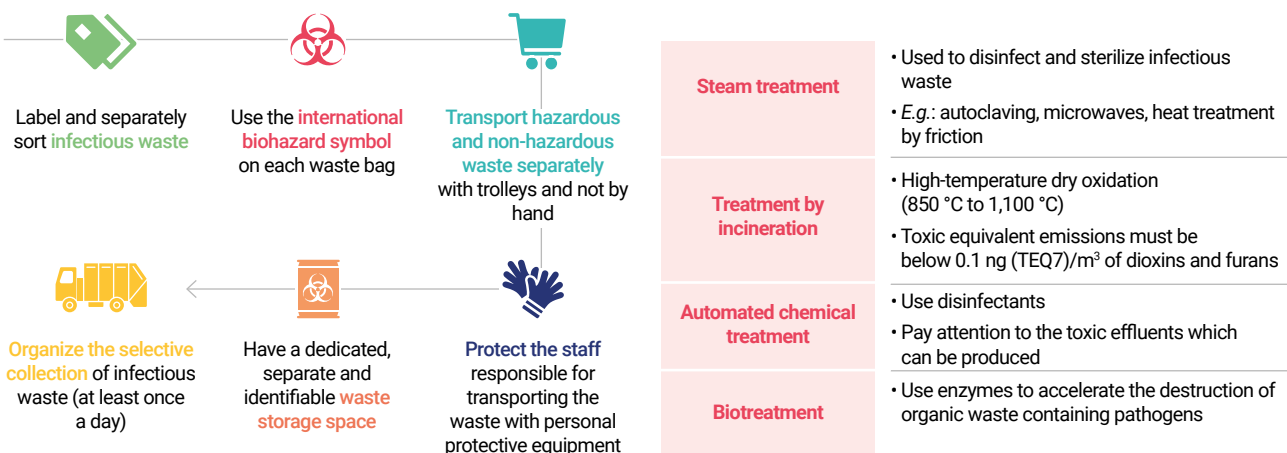 Label and separately
sort infectious waste
Use the international
biohazard symbol
on each waste bag
Transport hazardous
and non-hazardous
waste separately
with trolleys and not by
hand
Protect the staff
responsible for
transporting the
waste with personal
protective equipment
Have a dedicated,
separate and
identifiable waste
storage space
Organize the selective
collection of infectious
waste (at least once
a day)
Steam treatment
• Used to disinfect and sterilize infectious
waste
• E.g.: autoclaving, microwaves, heat treatment
by friction
Treatment by
incineration
• High-temperature dry oxidation
(850 °C to 1,100 °C)
• Toxic equivalent emissions must be
below 0.1 ng (TEQ7)/m³ of dioxins and furans
Automated chemical
treatment
• Use disinfectants
• Pay attention to the toxic effluents which
can be produced
Biotreatment
• Use enzymes to accelerate the destruction of
organic waste containing pathogens